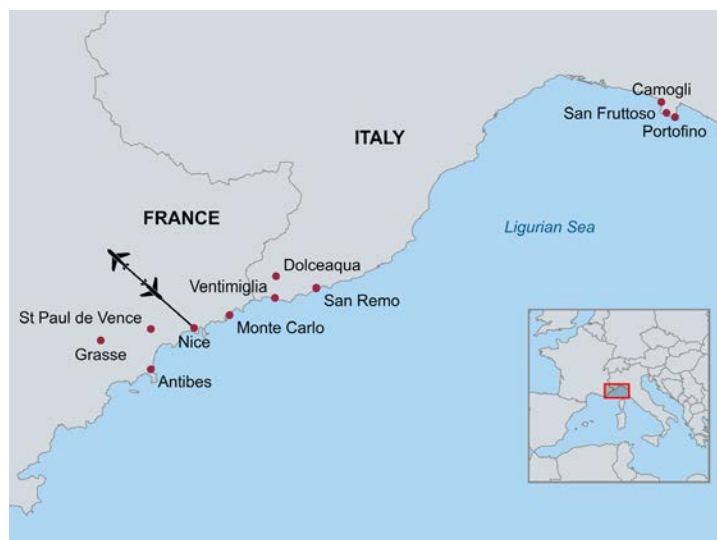 Camogli
San Fruttoso
Portofino
ITALY
FRANCE
Ligurian Sea
Dolceaqua
Ventimiglia
San Remo
St Paul de Vence
Monte Carlo
Nice
Grasse
Antibes